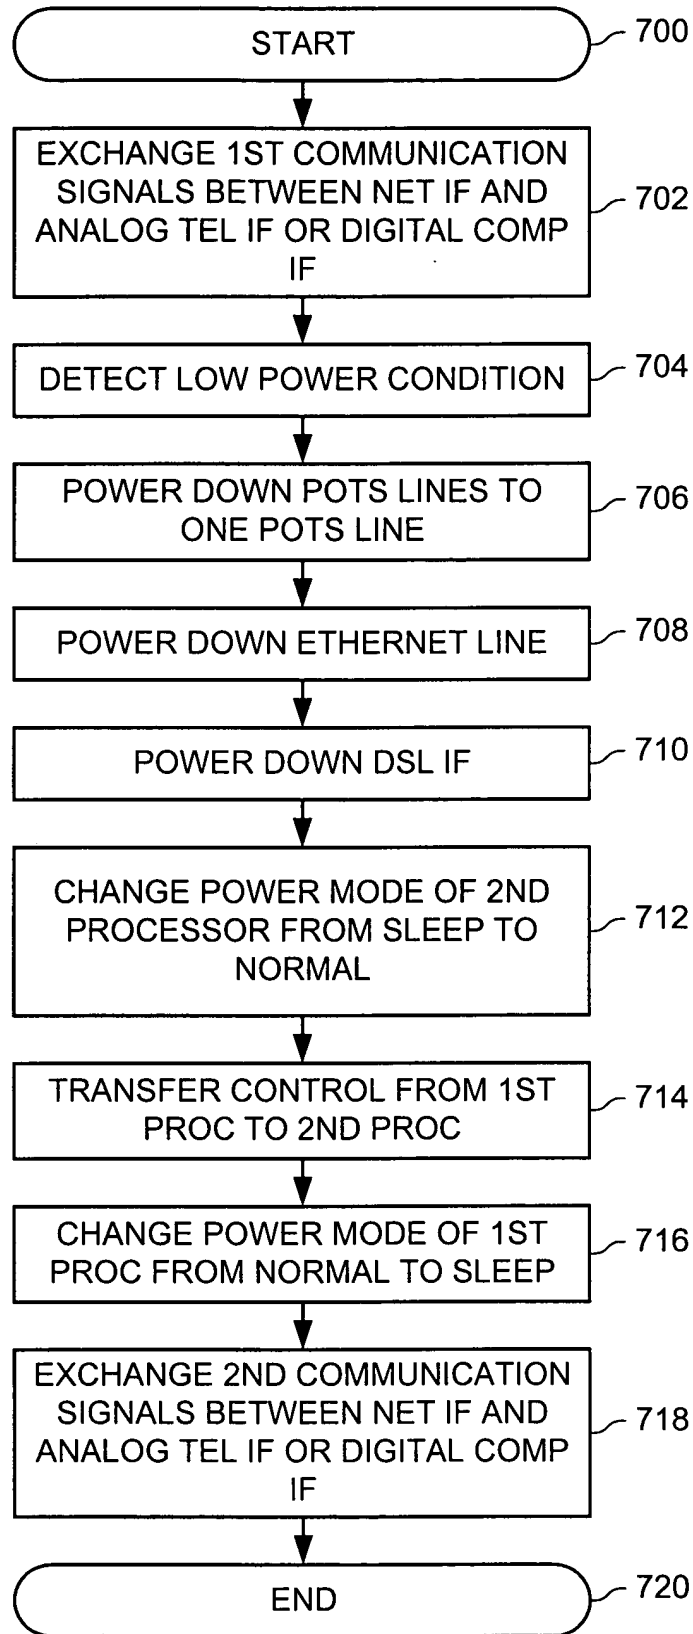 START
700
EXCHANGE 1ST COMMUNICATION
SIGNALS BETWEEN NET IF AND
ANALOG TEL IF OR DIGITAL COMP
IF
702
DETECT LOW POWER CONDITION
704
POWER DOWN POTS LINES TO
ONE POTS LINE
706
POWER DOWN ETHERNET LINE
708
POWER DOWN DSL IF
710
CHANGE POWER MODE OF 2ND
PROCESSOR FROM SLEEP TO
NORMAL
712
TRANSFER CONTROL FROM 1ST
PROC TO 2ND PROC
714
CHANGE POWER MODE OF 1ST
PROC FROM NORMAL TO SLEEP
716
EXCHANGE 2ND COMMUNICATION
SIGNALS BETWEEN NET IF AND
ANALOG TEL IF OR DIGITAL COMP
IF
718
END
720